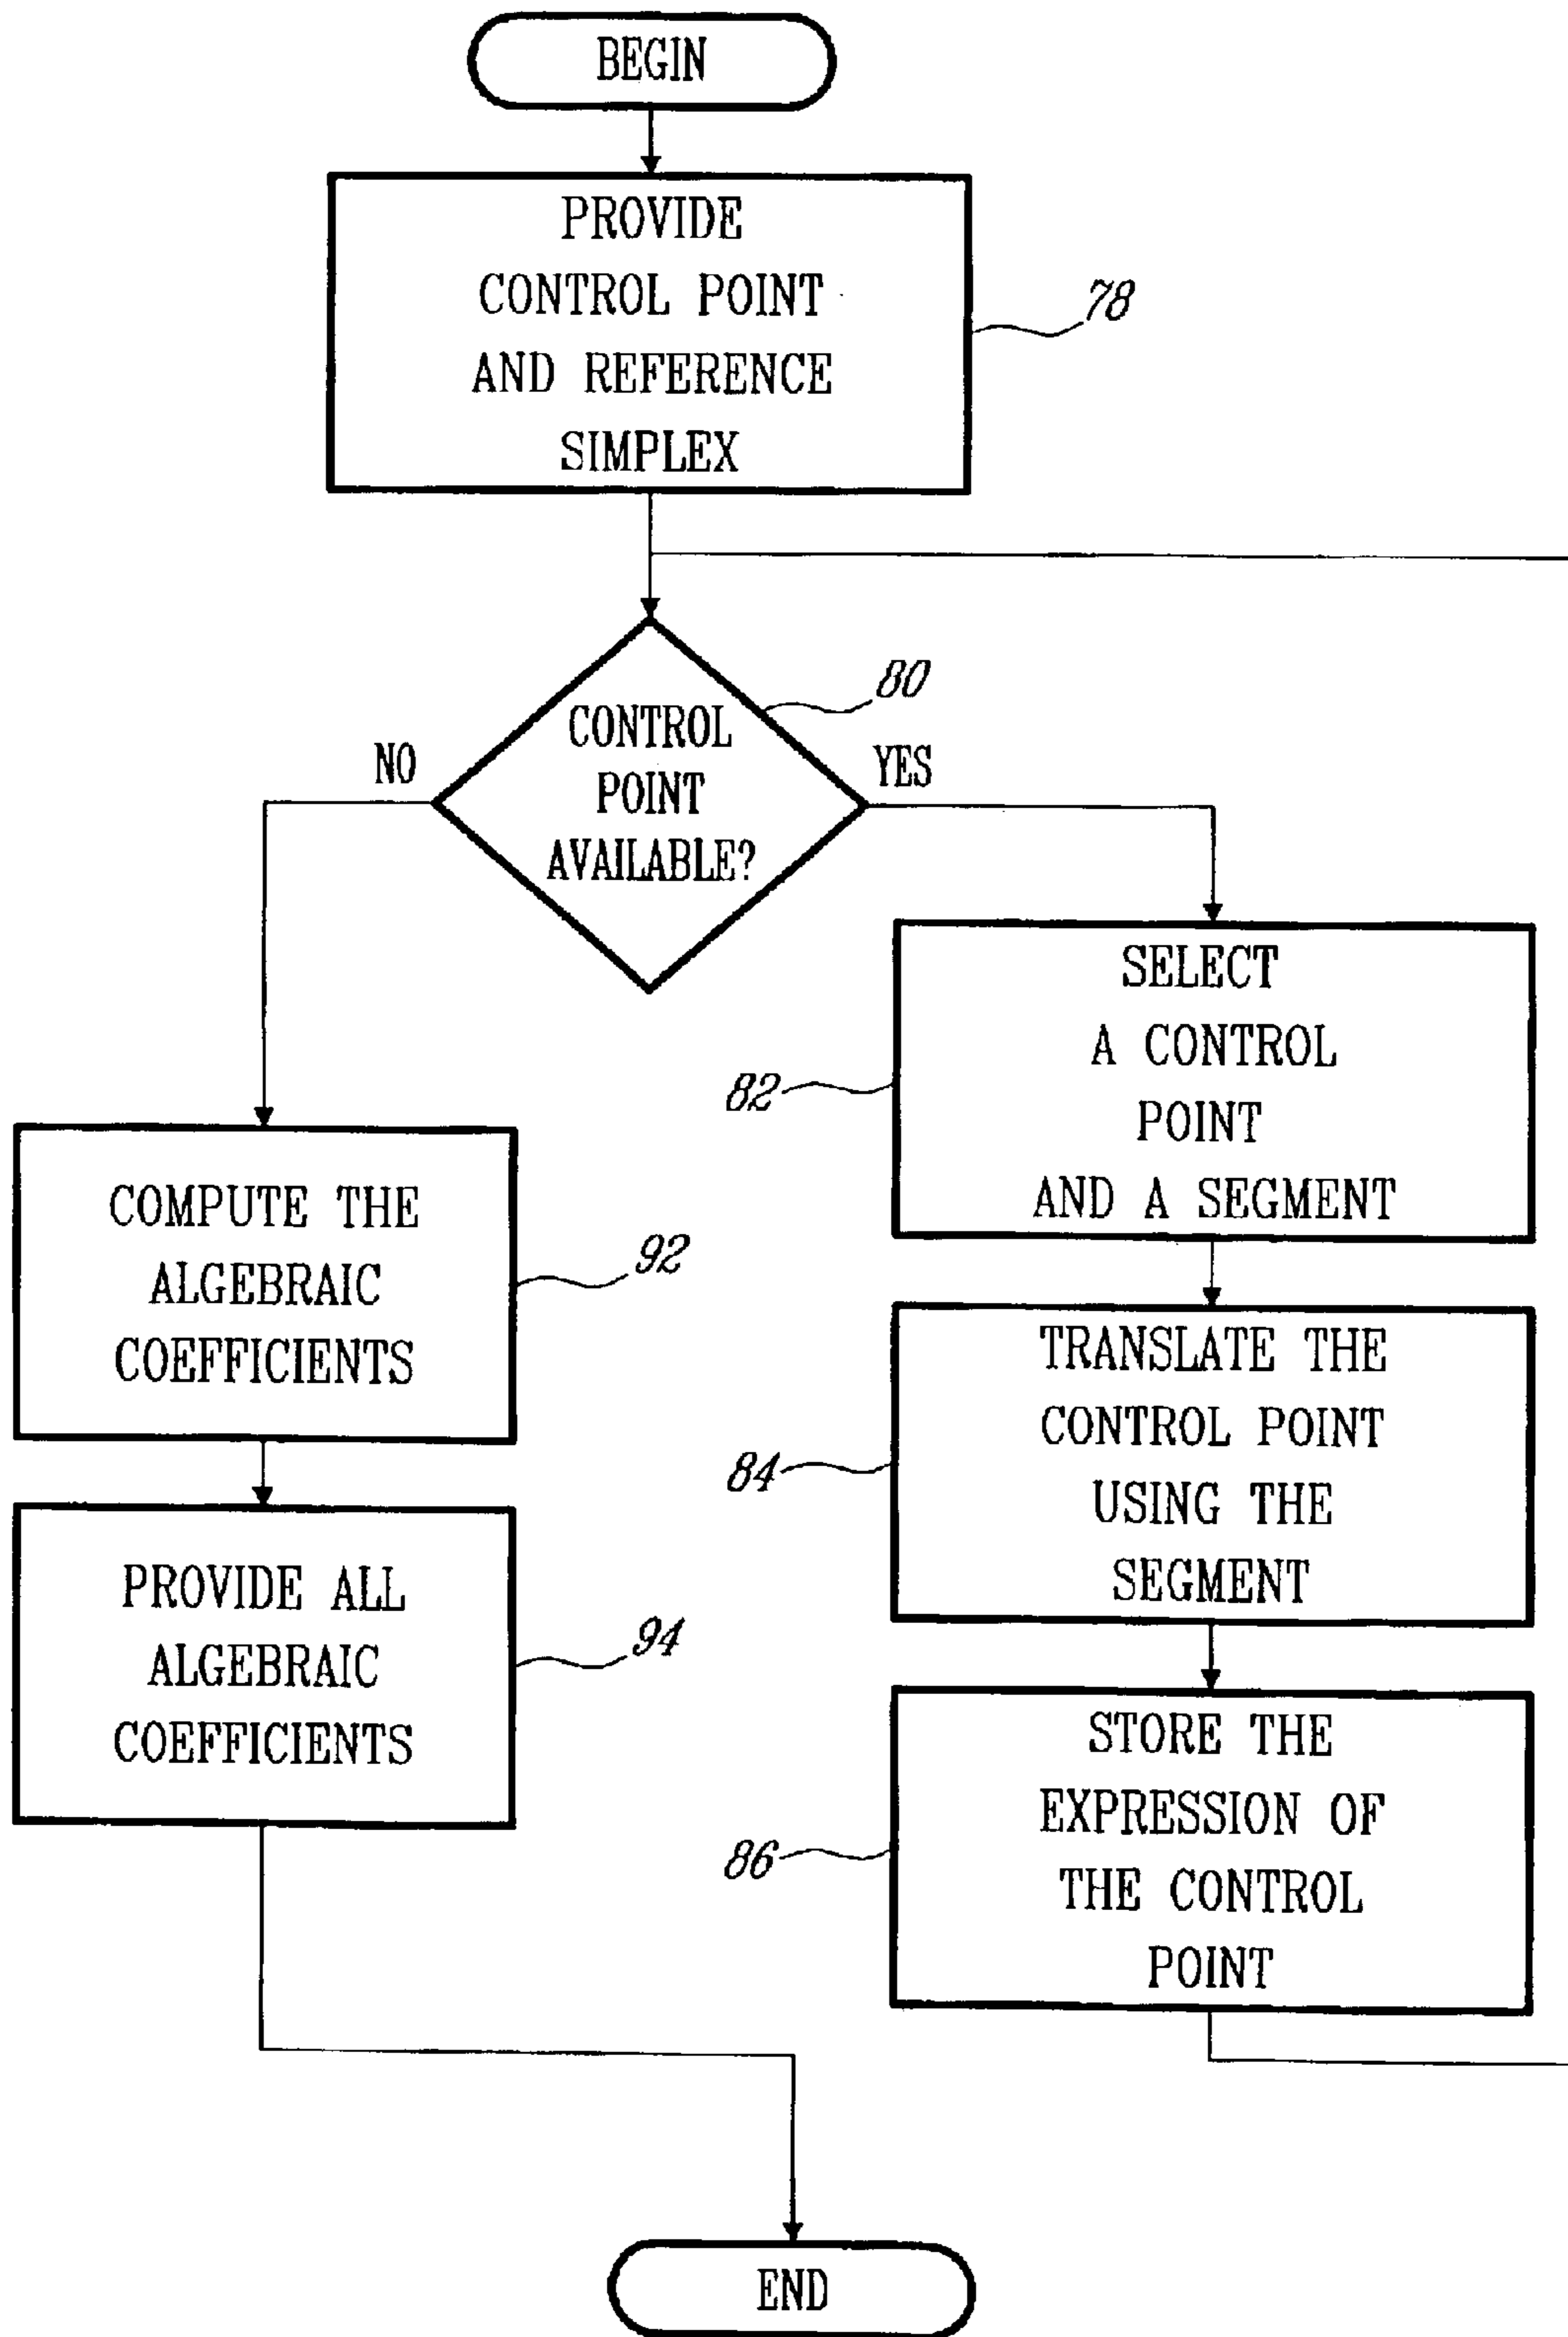 BEGIN
PROVIDE
CONTROL POINT
AND REFERENCE
SIMPLEX
78
80
CONTROL
POINT
AVAILABLE?
NO
YES
SELECT
A CONTROL
POINT
AND A SEGMENT
82
COMPUTE THE
ALGEBRAIC
COEFFICIENTS
92
TRANSLATE THE
CONTROL POINT
USING THE
SEGMENT
84
PROVIDE ALL
ALGEBRAIC
COEFFICIENTS
94
STORE THE
EXPRESSION OF
THE CONTROL
POINT
86
END